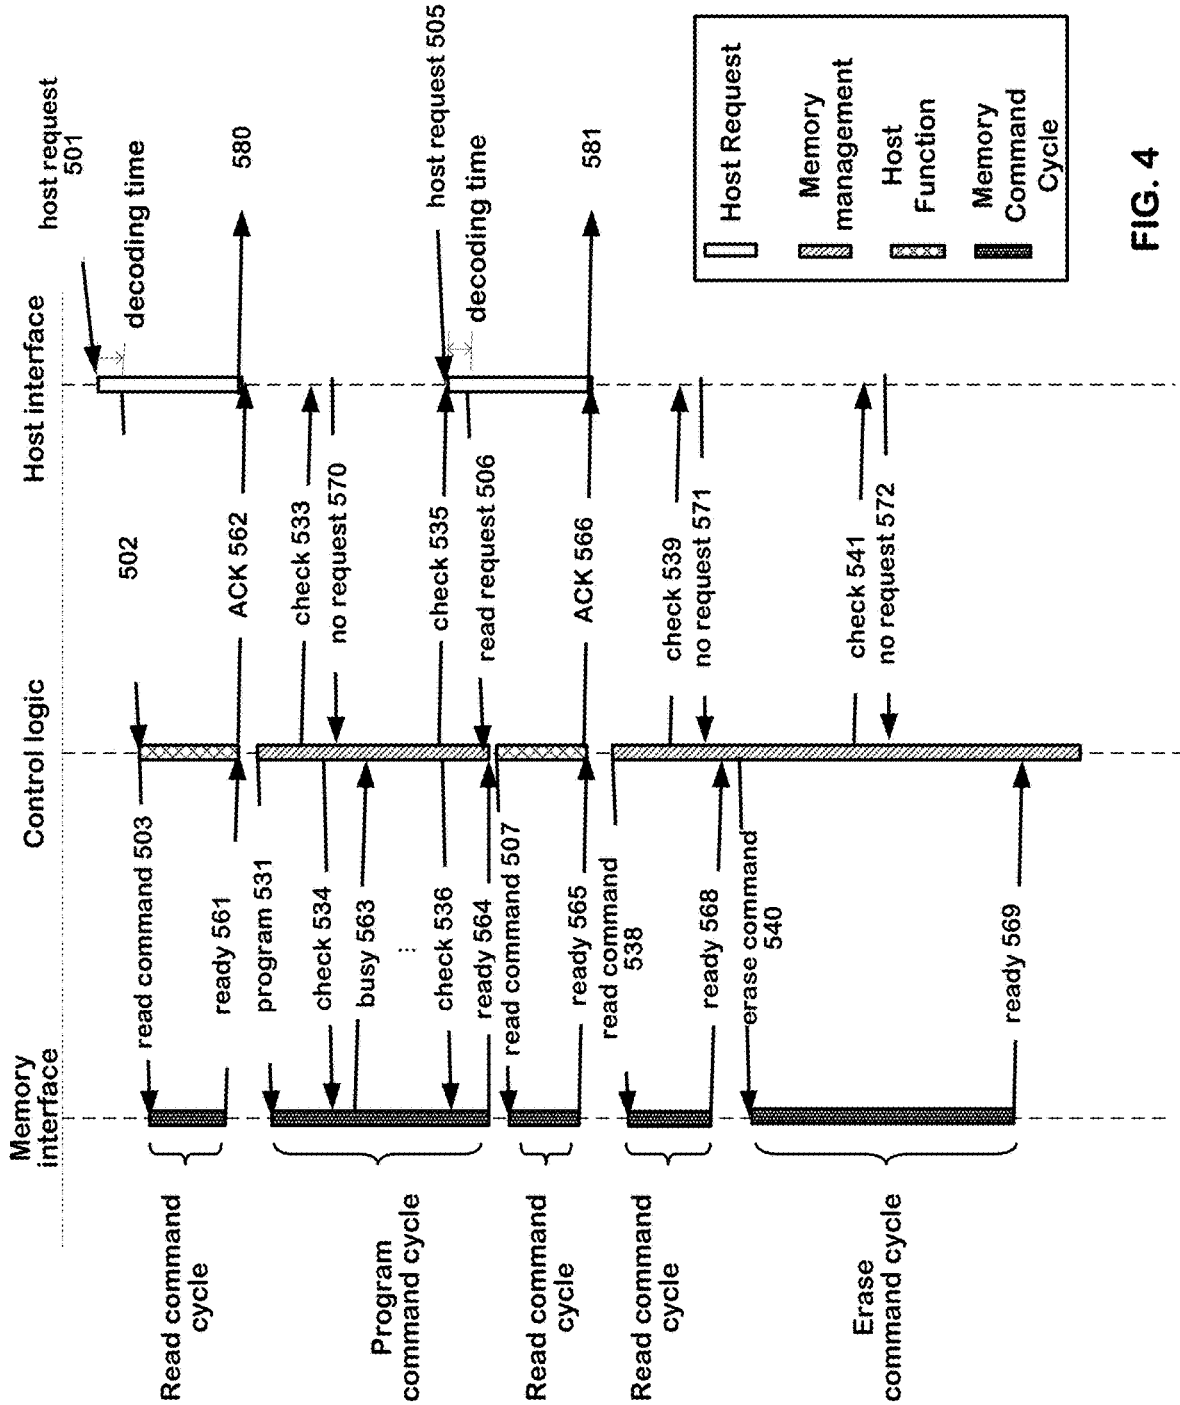 Memory
interface
Control logic
Host interface
host request
501
decoding time
502
read command 503
ready 561
ACK 562
580
program 531
check 533
check 534
no request 570
busy 563
...
check 535
check 536
host request 505
decoding time
read request 506
ready 564
read command 507
ready 565
ACK 566
581
read command
538
check 539
no request 571
ready 568
erase command
540
check 541
no request 572
ready 569
Read command
cycle
Program
command cycle
Read command
cycle
Read command
cycle
Erase
command cycle
Host Request
Memory
management
Host
Function
Memory
Command
Cycle
FIG. 4